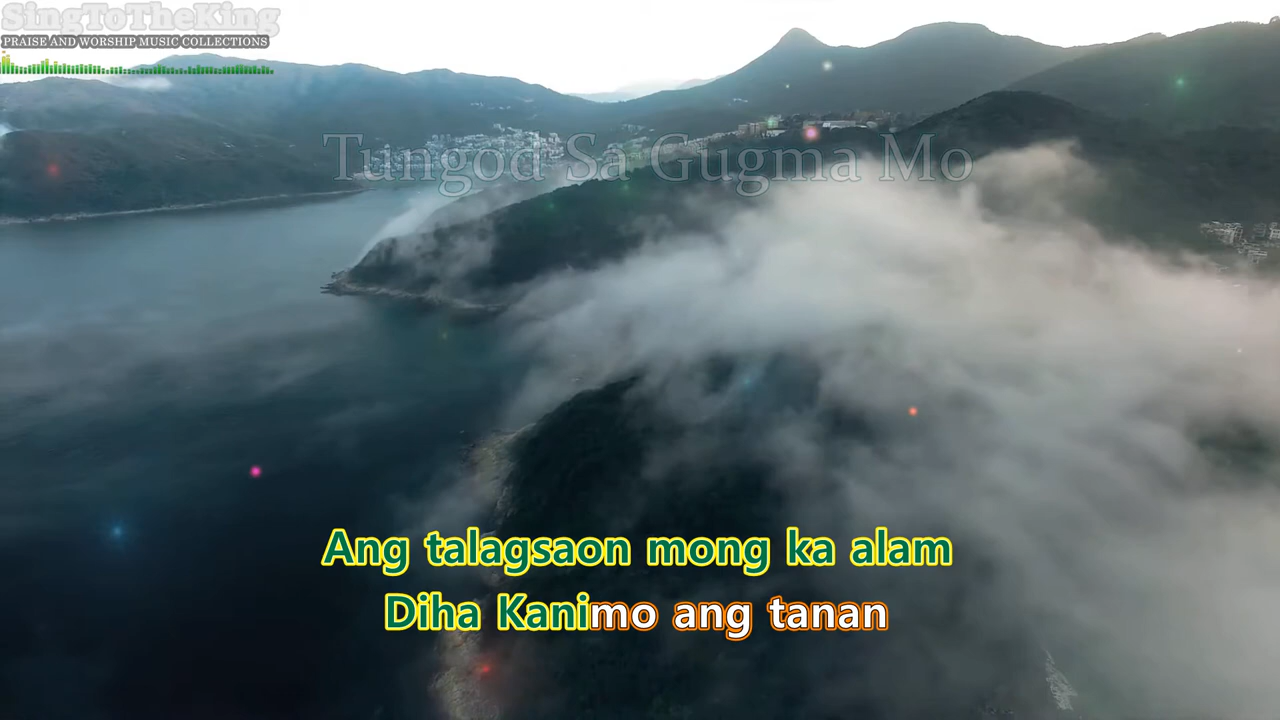 SingToTheKing
PRAISE AND WORSHIP MUSIC COLLECTIONS
Tungod Sa Gugma Mo
Ang talagsaon mong ka alam
Diha Kanimo ang tanan